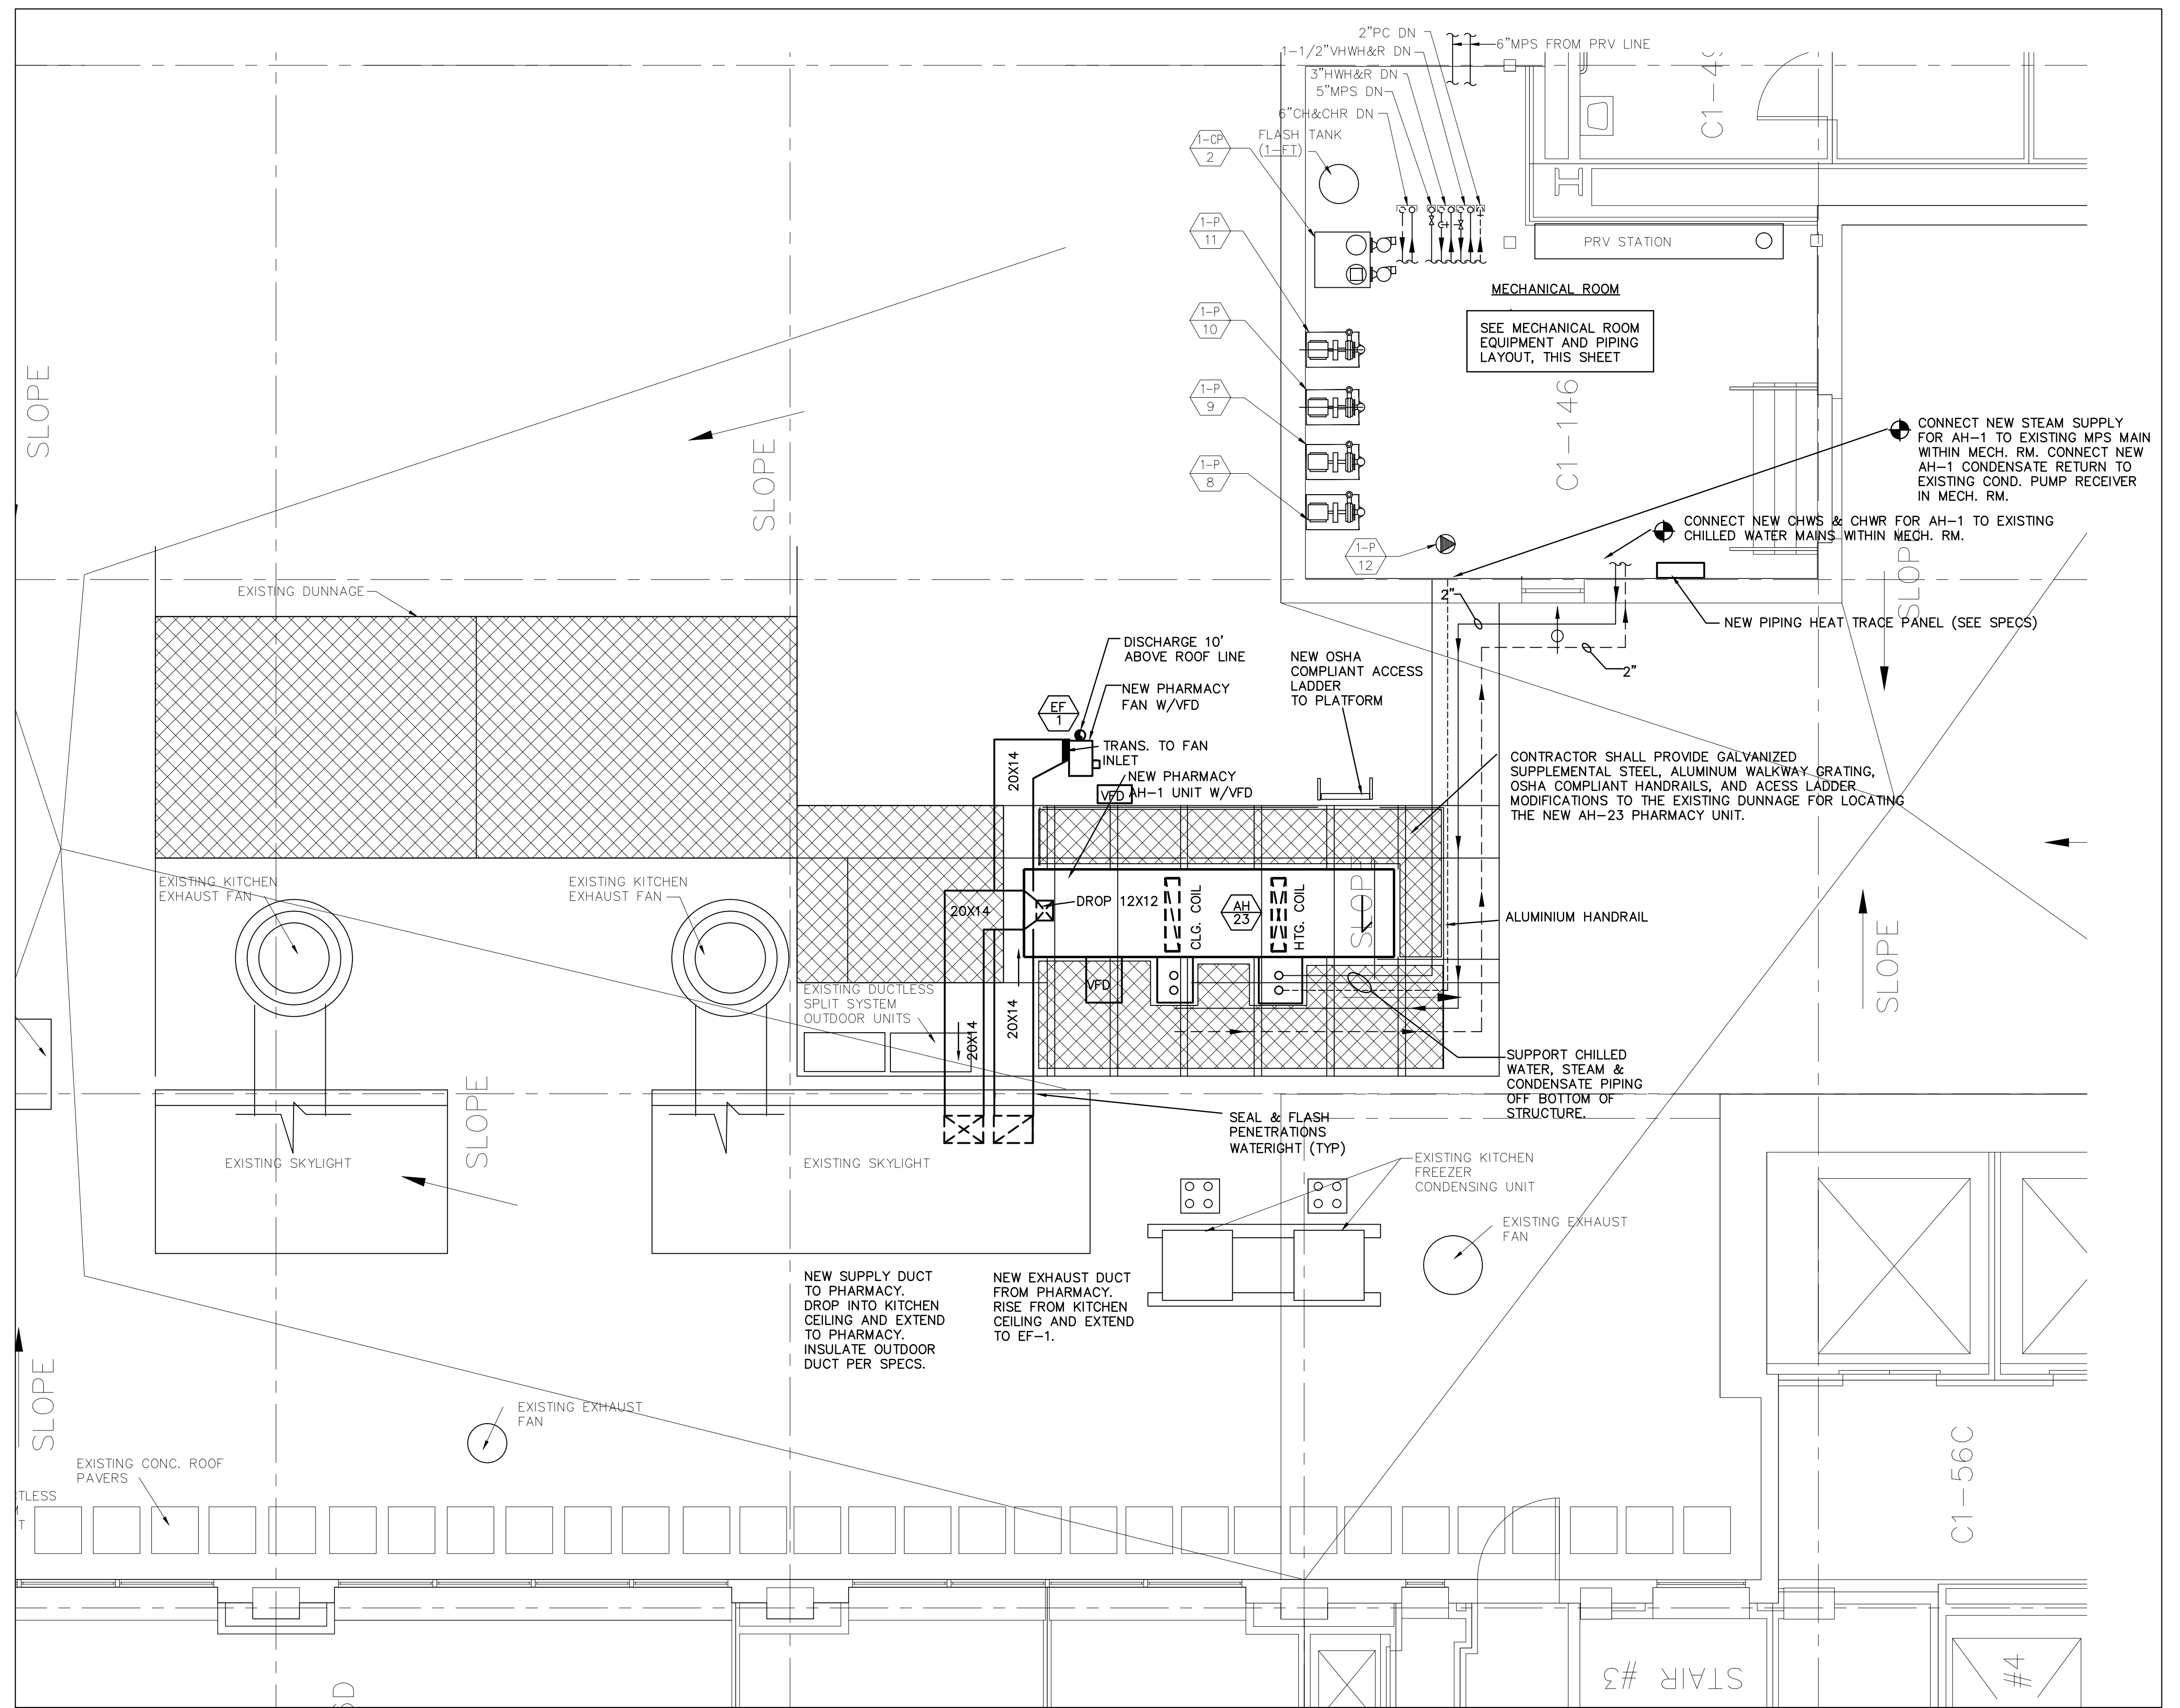 2"PC DN
6"MPS FROM PRV LINE
1-1/2"VHWH&R DN
3"HWH&R DN
5"MPS DN
6"CH&CHR DN
FLASH TANK
(1-FT)
1-CP
2
1-P
11
1-P
10
1-P
9
1-P
8
1-P
12
C1-49
PRV STATION
MECHANICAL ROOM
SEE MECHANICAL ROOM
EQUIPMENT AND PIPING
LAYOUT, THIS SHEET
C1-146
CONNECT NEW STEAM SUPPLY
FOR AH-1 TO EXISTING MPS MAIN
WITHIN MECH. RM. CONNECT NEW
AH-1 CONDENSATE RETURN TO
EXISTING COND. PUMP RECEIVER
IN MECH. RM.
CONNECT NEW CHWS & CHWR FOR AH-1 TO EXISTING
CHILLED WATER MAINS WITHIN MECH. RM.
SLOPE
SLOPE
SLOPE
EXISTING DUNNAGE
2"
2"
NEW PIPING HEAT TRACE PANEL (SEE SPECS)
DISCHARGE 10'
ABOVE ROOF LINE
NEW PHARMACY
FAN W/VFD
EF
1
NEW OSHA
COMPLIANT ACCESS
LADDER
TO PLATFORM
TRANS. TO FAN
INLET
NEW PHARMACY
AH-1 UNIT W/VFD
VFD
20X14
CONTRACTOR SHALL PROVIDE GALVANIZED
SUPPLEMENTAL STEEL, ALUMINUM WALKWAY GRATING,
OSHA COMPLIANT HANDRAILS, AND ACESS LADDER
MODIFICATIONS TO THE EXISTING DUNNAGE FOR LOCATING
THE NEW AH-23 PHARMACY UNIT.
EXISTING KITCHEN
EXHAUST FAN
EXISTING KITCHEN
EXHAUST FAN
20X14
DROP 12X12
CLG. COIL
AH
23
HTG. COIL
SLOPE
ALUMINIUM HANDRAIL
SLOPE
VFD
EXISTING DUCTLESS
SPLIT SYSTEM
OUTDOOR UNITS
20X14
20X14
SUPPORT CHILLED
WATER, STEAM &
CONDENSATE PIPING
OFF BOTTOM OF
STRUCTURE.
SLOPE
SEAL & FLASH
PENETRATIONS
WATERIGHT (TYP)
EXISTING SKYLIGHT
EXISTING SKYLIGHT
EXISTING KITCHEN
FREEZER
CONDENSING UNIT
EXISTING EXHAUST
FAN
NEW SUPPLY DUCT
TO PHARMACY.
DROP INTO KITCHEN
CEILING AND EXTEND
TO PHARMACY.
INSULATE OUTDOOR
DUCT PER SPECS.
NEW EXHAUST DUCT
FROM PHARMACY.
RISE FROM KITCHEN
CEILING AND EXTEND
TO EF-1.
SLOPE
EXISTING EXHAUST
FAN
EXISTING CONC. ROOF
PAVERS
C1-56C
STAIR #3
#4